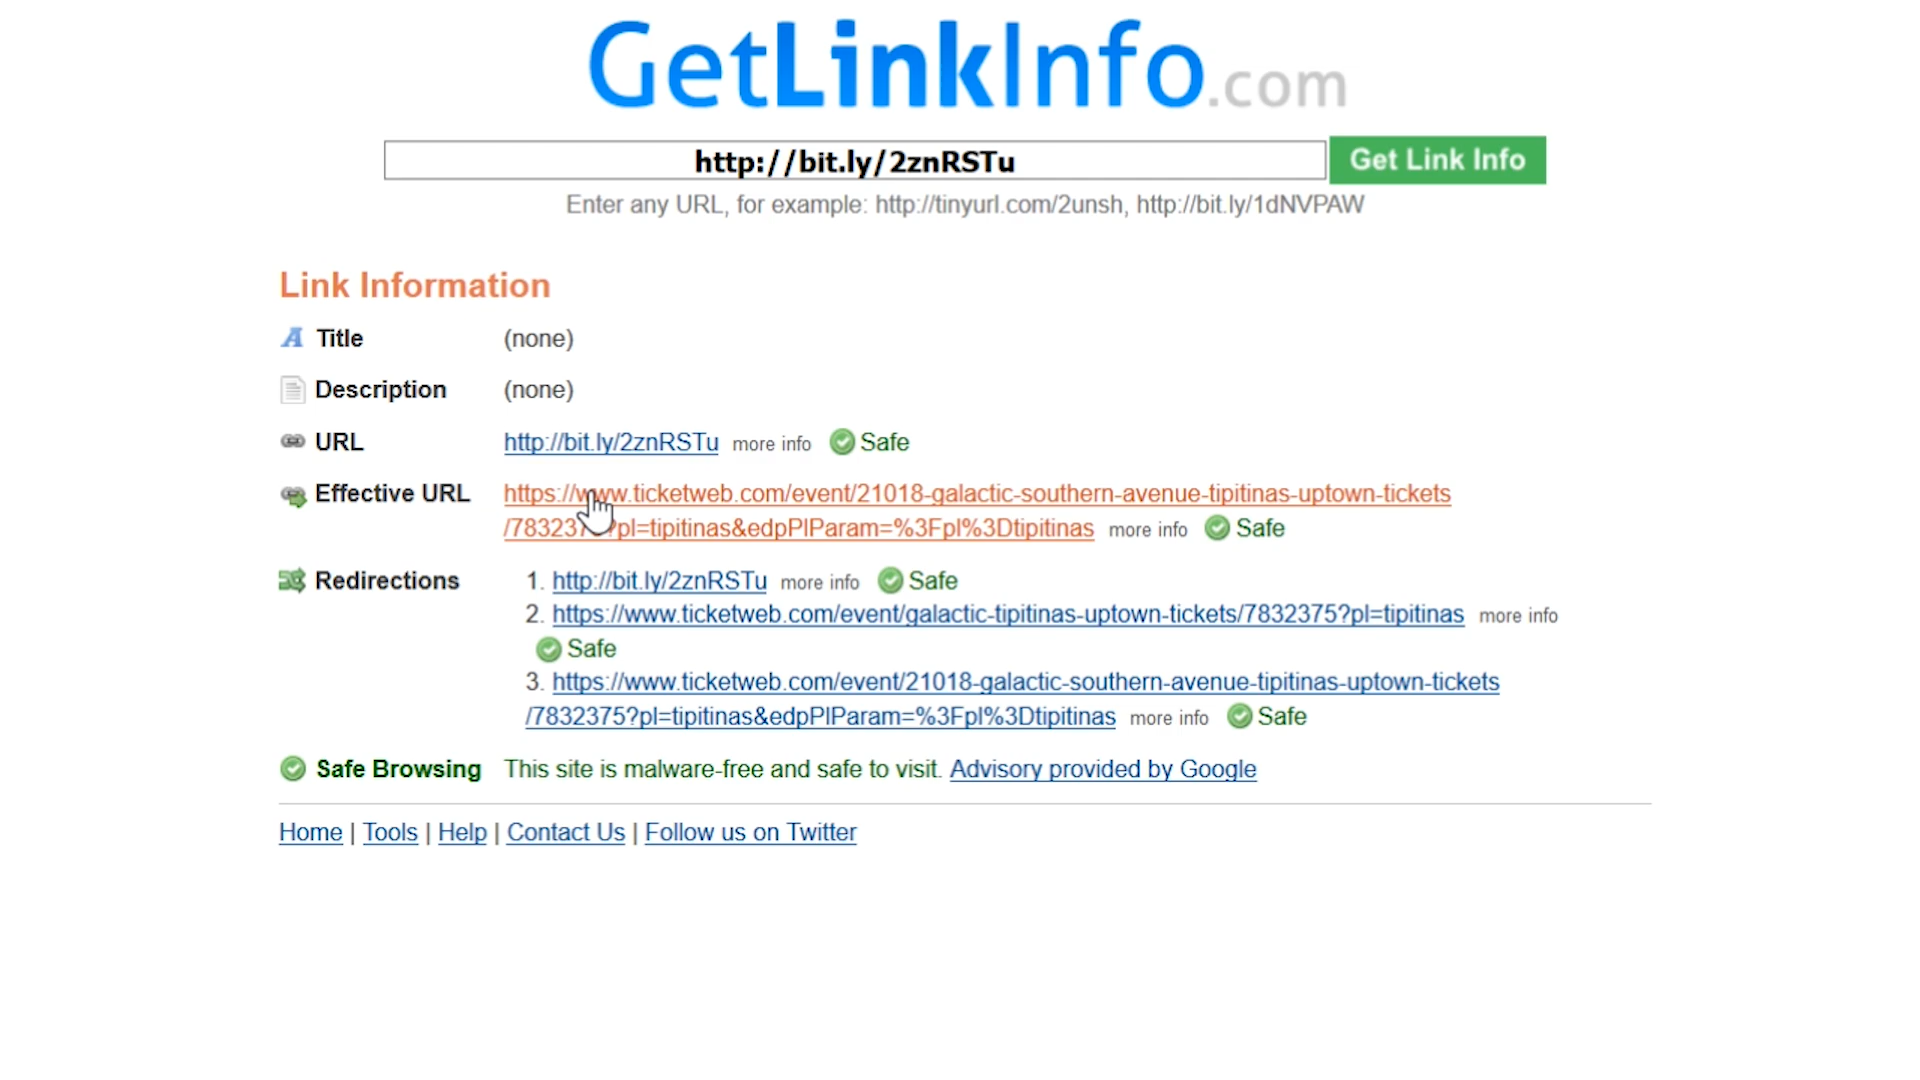 GetLinkInfo.com
http://bit.ly/2znRSTu
Get Link Info
Enter any URL, for example: http://tinyurl.com/2unsh, http://bit.ly/1dNVPAW
Link Information
Title (none)
Description (none)
URL http://bit.ly/2znRSTu more info Safe
Effective URL https://www.ticketweb.com/event/21018-galactic-southern-avenue-tipitinas-uptown-tickets
/7832375?pl=tipitinas&edpPlParam=%3Fpl%3Dtipitinas more info Safe
Redirections 1. http://bit.ly/2znRSTu more info Safe
2. https://www.ticketweb.com/event/galactic-tipitinas-uptown-tickets/7832375?pl=tipitinas more info
Safe
3. https://www.ticketweb.com/event/21018-galactic-southern-avenue-tipitinas-uptown-tickets
/7832375?pl=tipitinas&edpPlParam=%3Fpl%3Dtipitinas more info Safe
Safe Browsing This site is malware-free and safe to visit. Advisory provided by Google
Home | Tools | Help | Contact Us | Follow us on Twitter